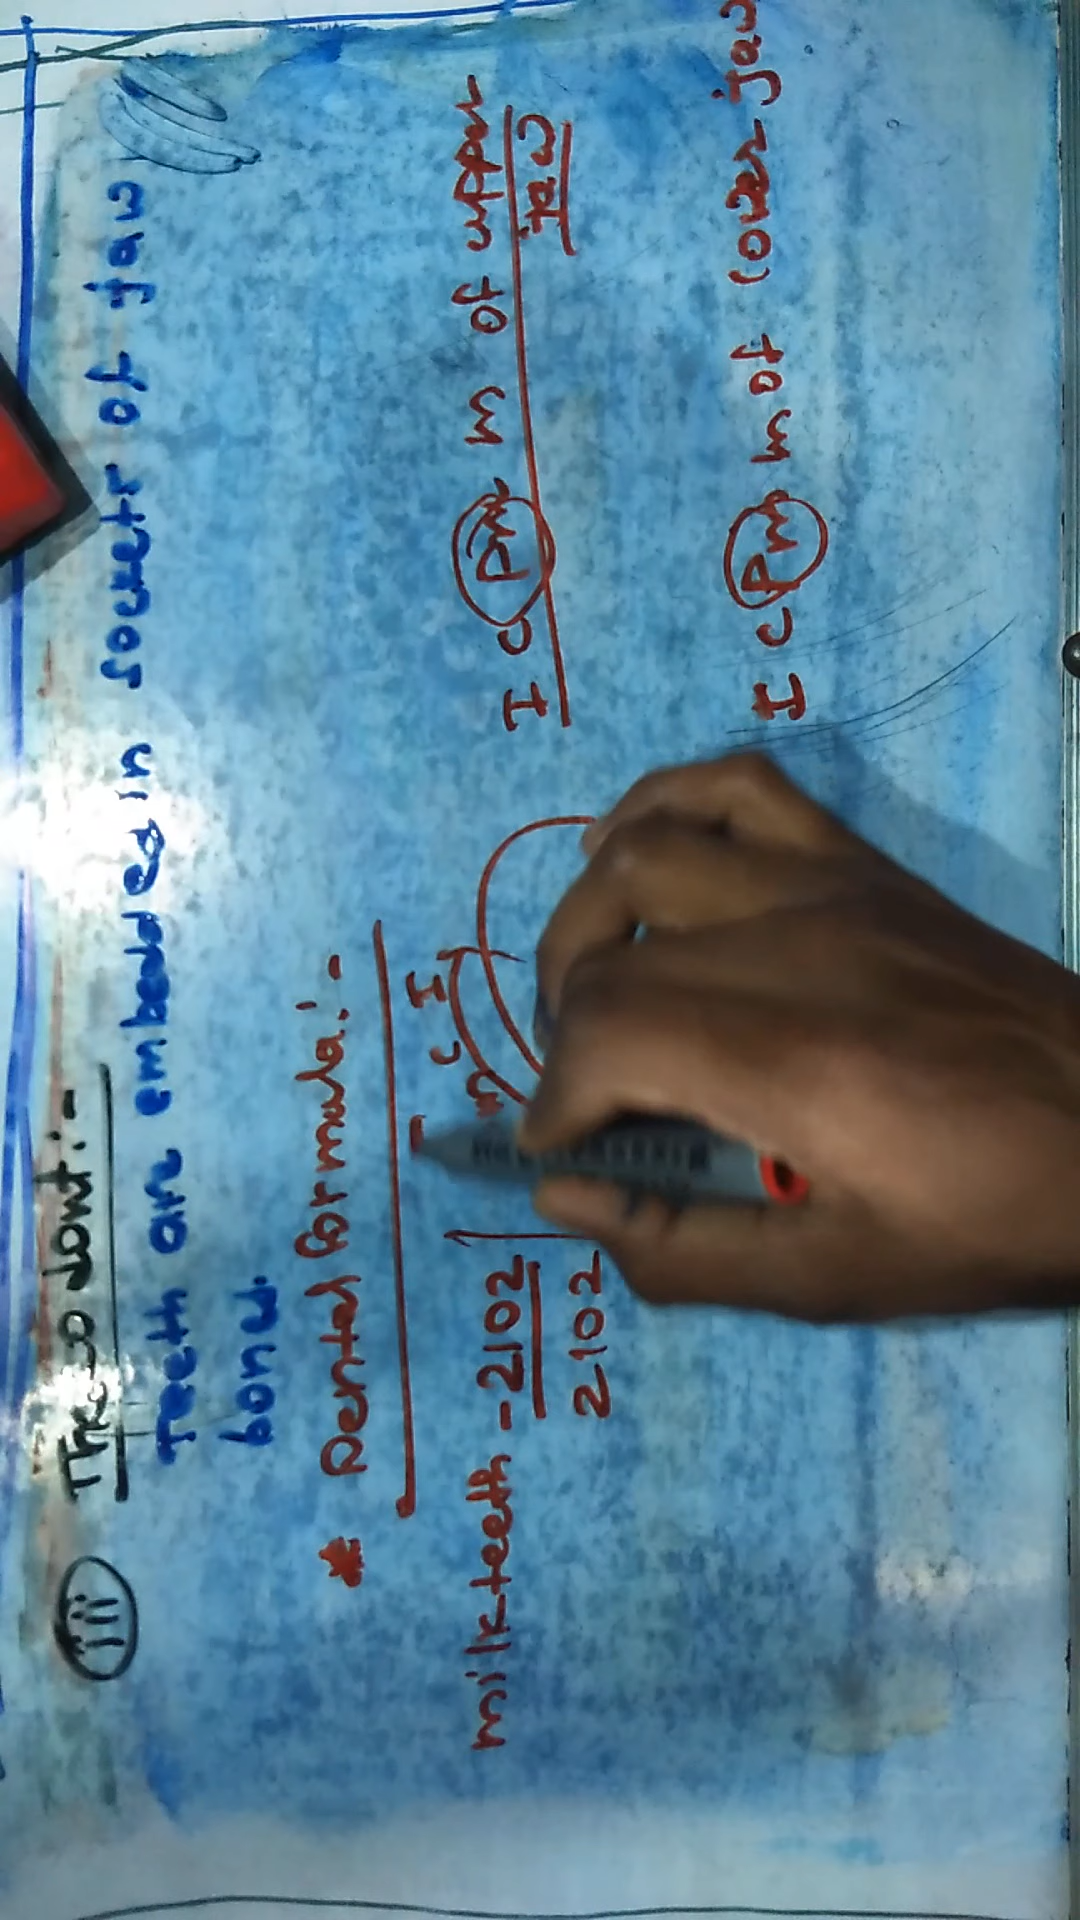 iii Thecodont:-
Teeth are embedded in socket of jaw
bone.
* Dental formula:-
milk teeth - 2102
2102
I C m
I C Pm m of upper
jaw
I C Pm m of lower jaw